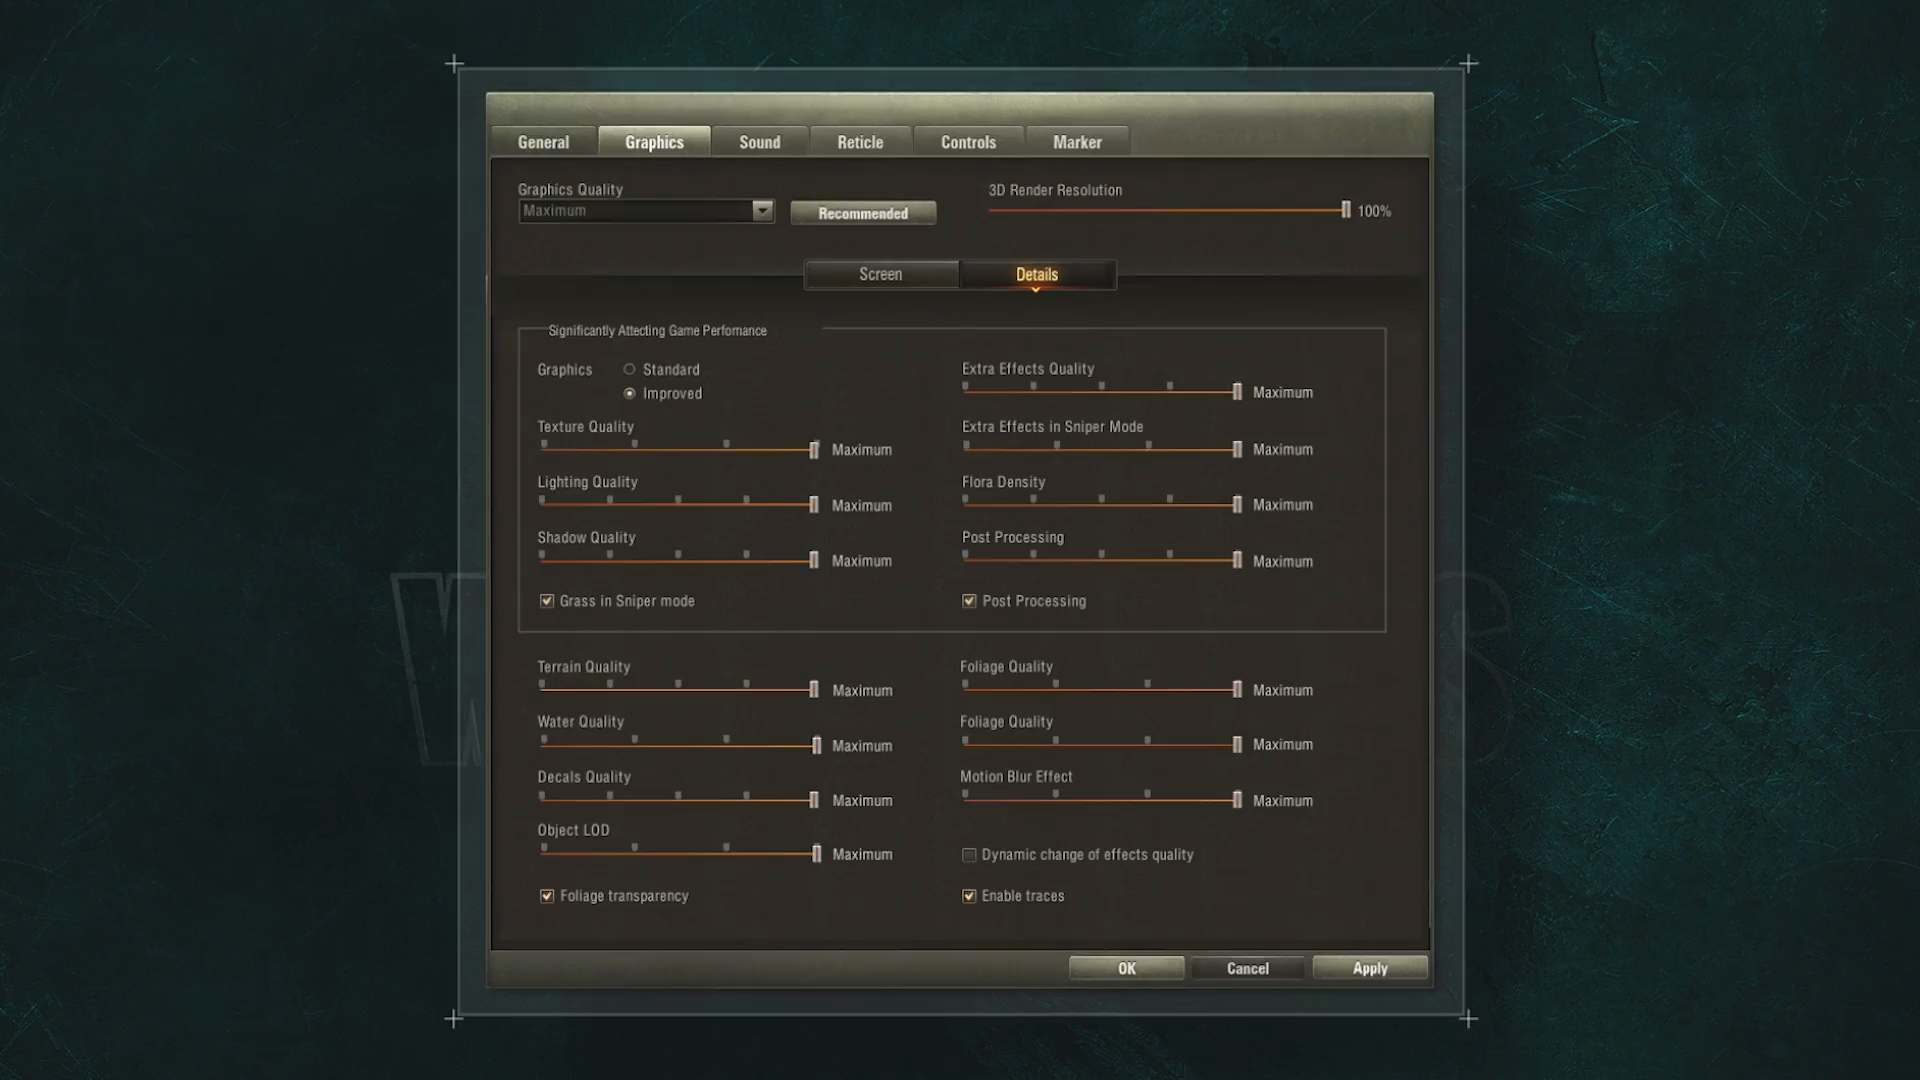 General Graphics Sound Reticle Controls Marker
Graphics Quality
Maximum
Recommended
3D Render Resolution
100%
Screen Details
Significantly Attecting Game Perfomance
Graphics
Standard
Improved
Extra Effects Quality
Maximum
Texture Quality
Maximum
Extra Effects in Sniper Mode
Maximum
Lighting Quality
Maximum
Flora Density
Maximum
Shadow Quality
Maximum
Post Processing
Maximum
Grass in Sniper mode
Post Processing
Terrain Quality
Maximum
Foliage Quality
Maximum
Water Quality
Maximum
Foliage Quality
Maximum
Decals Quality
Maximum
Motion Blur Effect
Maximum
Object LOD
Maximum
Dynamic change of effects quality
Foliage transparency
Enable traces
OK Cancel Apply